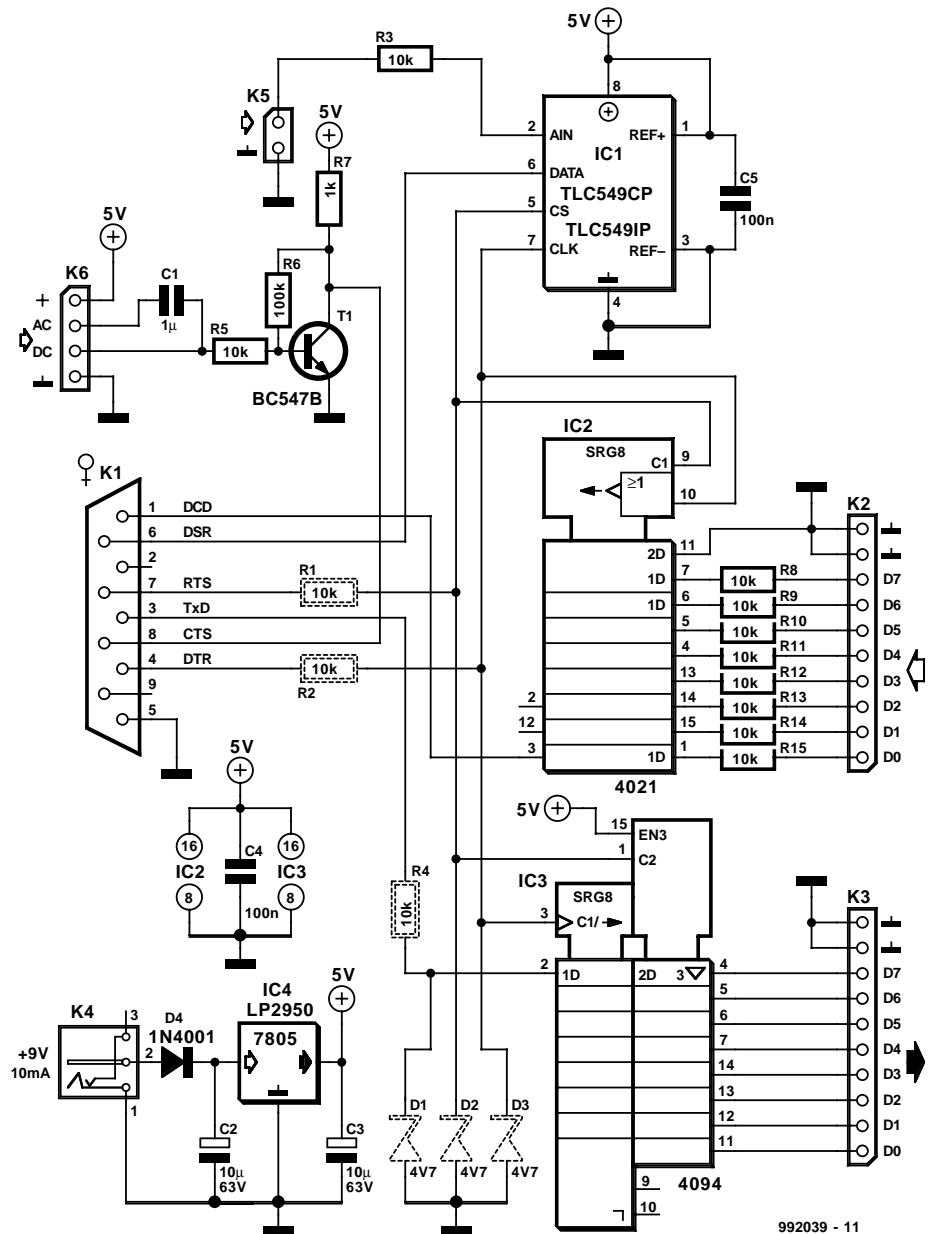 5V
R3
10k
K5
5V
8
2 AIN REF+ 1
IC1
R7
1k
6 DATA
TLC549CP
5 CS
TLC549IP
7 CLK REF– 3
4
C5
100n
5V
K6
+
AC
DC
C1
1µ
R6
100k
R5
10k
T1
BC547B
IC2
SRG8
C1 9
≥1
10
K1
1 DCD
6 DSR
2
7 RTS
3 TxD
8 CTS
4 DTR
9
5
R1
10k
10k
R2
K2
2D 11
1D 7 10k R8 D7
1D 6 10k R9 D6
5 10k R10 D5
4 10k R11 D4
13 10k R12 D3
2 14 10k R13 D2
12 15 10k R14 D1
3 1D 1 10k R15 D0
4021
5V
16 16
C4
IC2 IC3
8 8
100n
5V
15 EN3
1 C2
R4
10k
IC3
SRG8
3 C1/
K3
2 1D 2D 3 4 D7
5 D6
6 D5
7 D4
14 D3
13 D2
12 D1
11 D0
9
10
4094
K4
3
+9V
10mA
2
1
D4
1N4001
IC4
LP2950
7805
5V
C2
10µ
63V
C3
10µ
63V
D1
4V7
D2
4V7
D3
4V7
992039 - 11